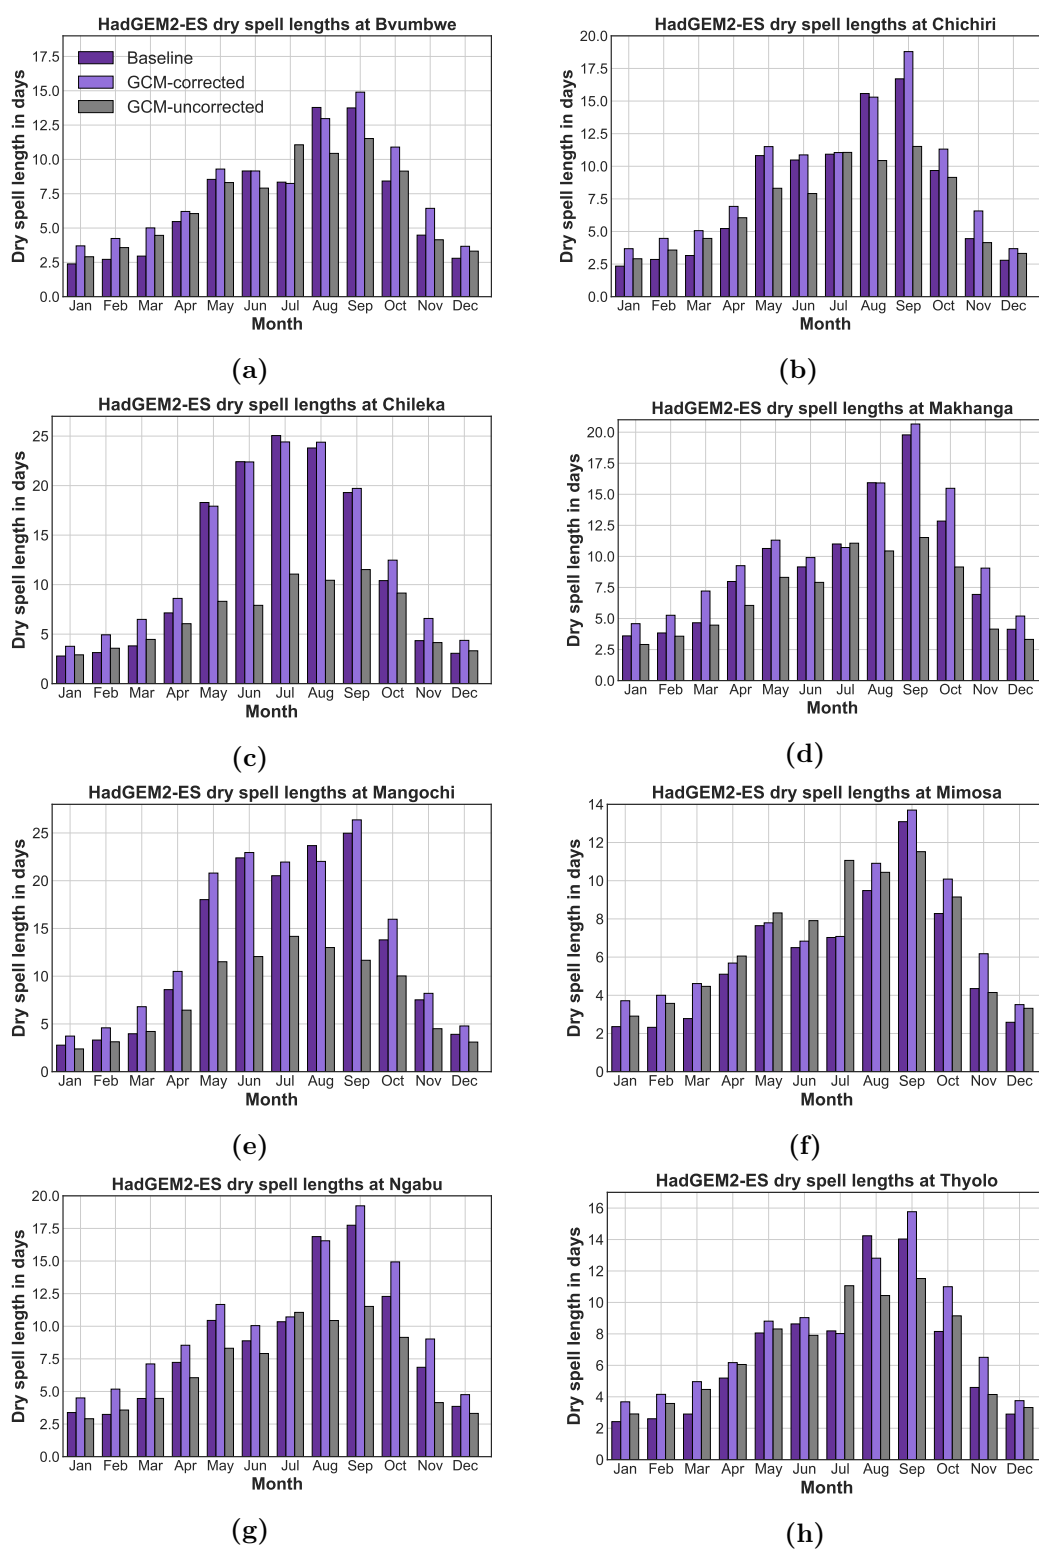 HadGEM2-ES dry spell lengths at Bvumbwe
Dry spell length in days
17.5
15.0
12.5
10.0
7.5
5.0
2.5
0.0
Baseline
GCM-corrected
GCM-uncorrected
Jan Feb Mar Apr May Jun Jul Aug Sep Oct Nov Dec
Month
(a)
HadGEM2-ES dry spell lengths at Chichiri
Dry spell length in days
20.0
17.5
15.0
12.5
10.0
7.5
5.0
2.5
0.0
Jan Feb Mar Apr May Jun Jul Aug Sep Oct Nov Dec
Month
(b)
HadGEM2-ES dry spell lengths at Chileka
Dry spell length in days
25
20
15
10
5
0
Jan Feb Mar Apr May Jun Jul Aug Sep Oct Nov Dec
Month
(c)
HadGEM2-ES dry spell lengths at Makhanga
Dry spell length in days
20.0
17.5
15.0
12.5
10.0
7.5
5.0
2.5
0.0
Jan Feb Mar Apr May Jun Jul Aug Sep Oct Nov Dec
Month
(d)
HadGEM2-ES dry spell lengths at Mangochi
Dry spell length in days
25
20
15
10
5
0
Jan Feb Mar Apr May Jun Jul Aug Sep Oct Nov Dec
Month
(e)
HadGEM2-ES dry spell lengths at Mimosa
Dry spell length in days
14
12
10
8
6
4
2
0
Jan Feb Mar Apr May Jun Jul Aug Sep Oct Nov Dec
Month
(f)
HadGEM2-ES dry spell lengths at Ngabu
Dry spell length in days
20.0
17.5
15.0
12.5
10.0
7.5
5.0
2.5
0.0
Jan Feb Mar Apr May Jun Jul Aug Sep Oct Nov Dec
Month
(g)
HadGEM2-ES dry spell lengths at Thyolo
Dry spell length in days
16
14
12
10
8
6
4
2
0
Jan Feb Mar Apr May Jun Jul Aug Sep Oct Nov Dec
Month
(h)